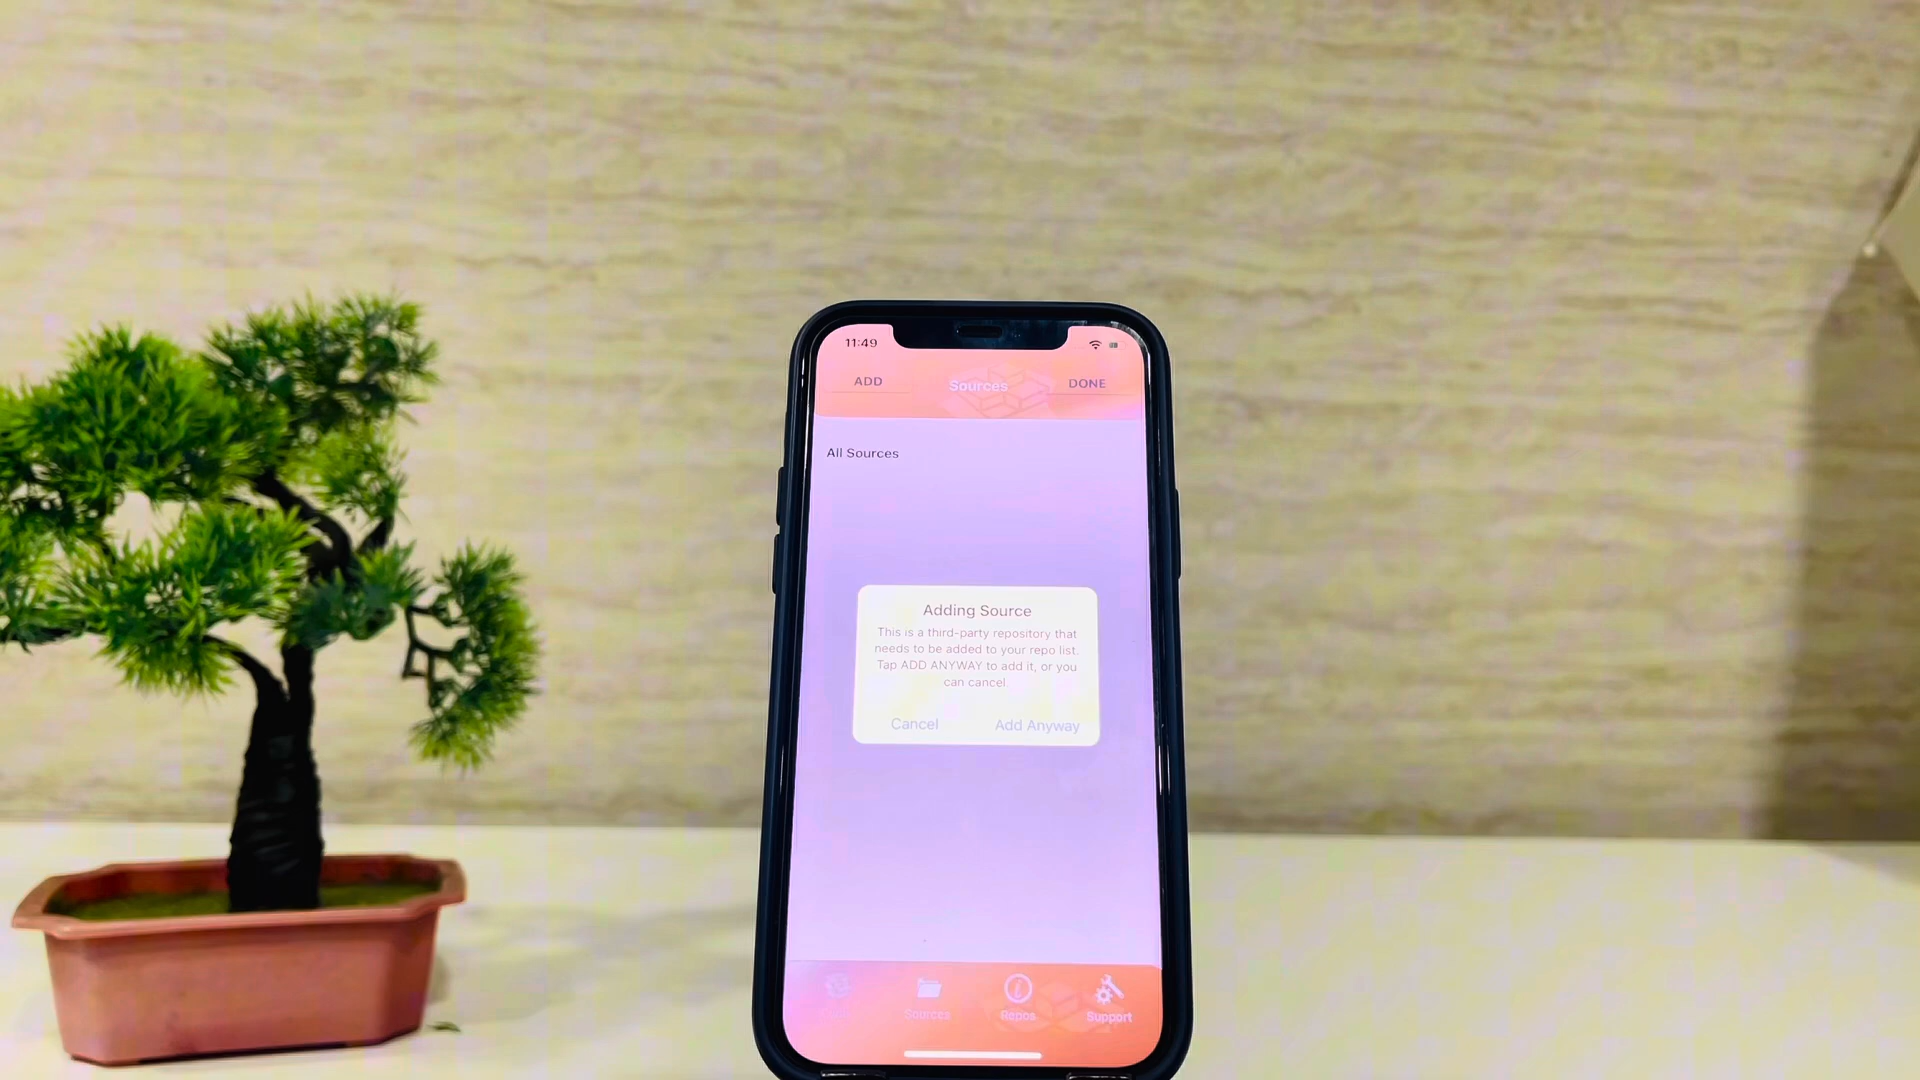 11:49
ADD
Sources
DONE
All Sources
Adding Source
This is a third-party repository that
needs to be added to your repo list.
Tap ADD ANYWAY to add it, or you
can cancel
Cancel
Add Anyway
Sources
Repos
Support